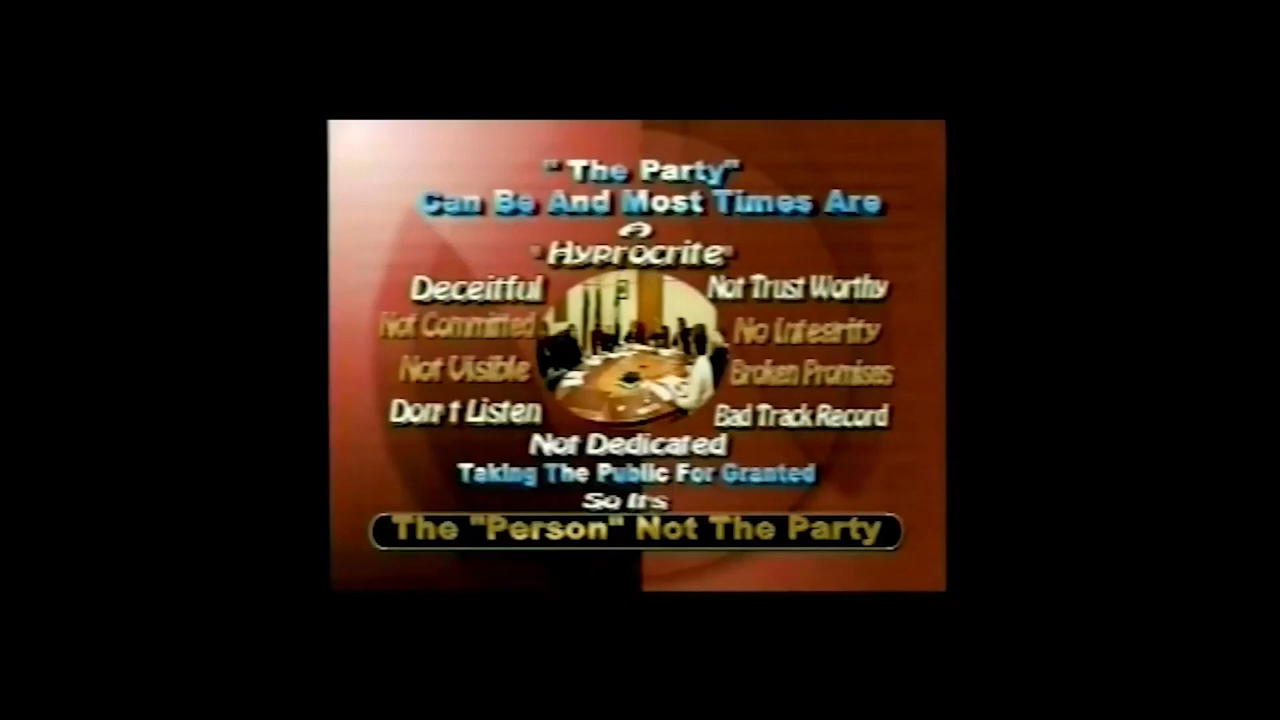 " The Party"
Can Be And Most Times Are
A
"Hyprocrite"
Deceitful
Not Trust Worthy
Not Committed
No Integrity
Not Visible
Broken Promises
Don't Listen
Bad Track Record
Not Dedicated
Taking The Public For Granted
So It's
The "Person" Not The Party